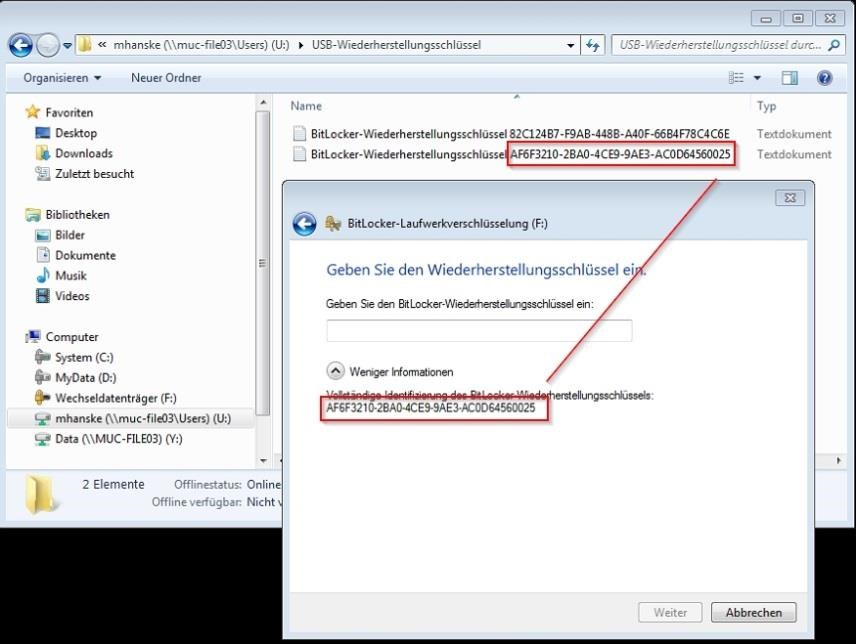 « mhanske (\\muc-file03\Users) (U:) ▸ USB-Wiederherstellungsschlüssel
USB-Wiederherstellungsschlüssel durc...
Organisieren
Neuer Ordner
Name
Typ
Favoriten
Desktop
Downloads
Zuletzt besucht
Bibliotheken
Bilder
Dokumente
Musik
Videos
Computer
System (C:)
MyData (D:)
Wechseldatenträger (F:)
mhanske (\\muc-file03\Users) (U:)
Data (\\MUC-FILE03) (Y:)
BitLocker-Wiederherstellungsschlüssel 82C124B7-F9AB-448B-A40F-66B4F78C4C6E Textdokument
BitLocker-Wiederherstellungsschlüssel AF6F3210-2BA0-4CE9-9AE3-AC0D64560025 Textdokument
BitLocker-Laufwerkverschlüsselung (F:)
Geben Sie den Wiederherstellungsschlüssel ein.
Geben Sie den BitLocker-Wiederherstellungsschlüssel ein:
Weniger Informationen
Vollständige Identifizierung des BitLocker-Wiederherstellungsschlüssels:
AF6F3210-2BA0-4CE9-9AE3-AC0D64560025
Weiter
Abbrechen
2 Elemente
Offlinestatus: Online
Offline verfügbar: Nicht